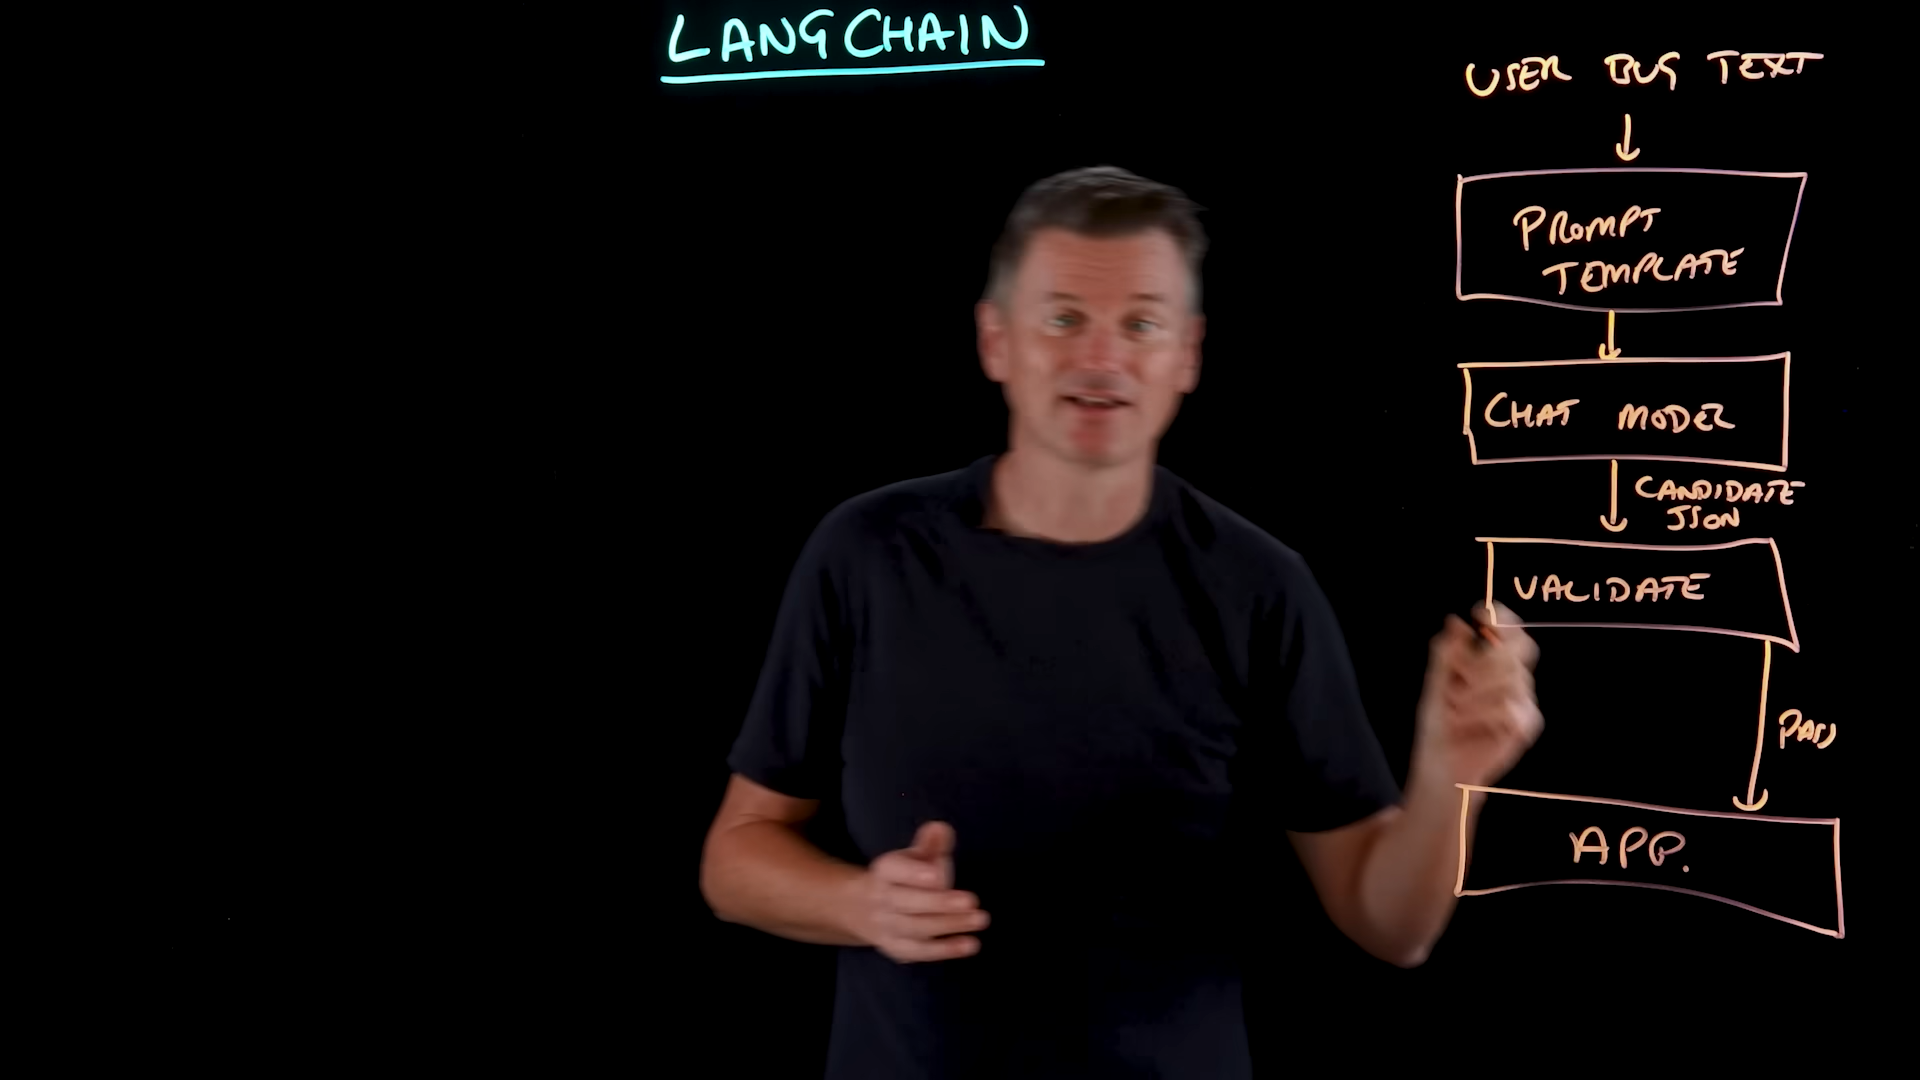 LANGCHAIN
USER BUG TEXT
PROMPT
TEMPLATE
CHAT MODEL
CANDIDATE
JSON
VALIDATE
PASS
APP.